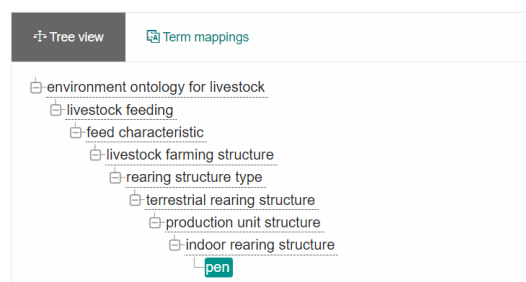 Tree view
Term mappings
environment ontology for livestock
livestock feeding
feed characteristic
livestock farming structure
rearing structure type
terrestrial rearing structure
production unit structure
indoor rearing structure
pen